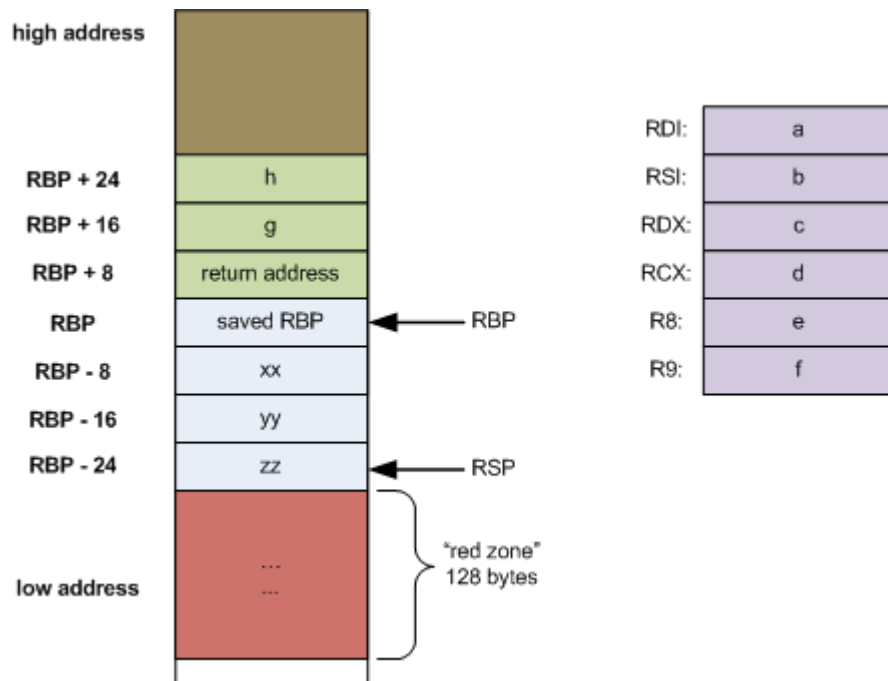 high address
RBP + 24
h
RBP + 16
g
RBP + 8
return address
RBP
saved RBP
RBP
RBP - 8
xx
RBP - 16
yy
RBP - 24
zz
RSP
low address
...
...
"red zone"
128 bytes
RDI:
a
RSI:
b
RDX:
c
RCX:
d
R8:
e
R9:
f